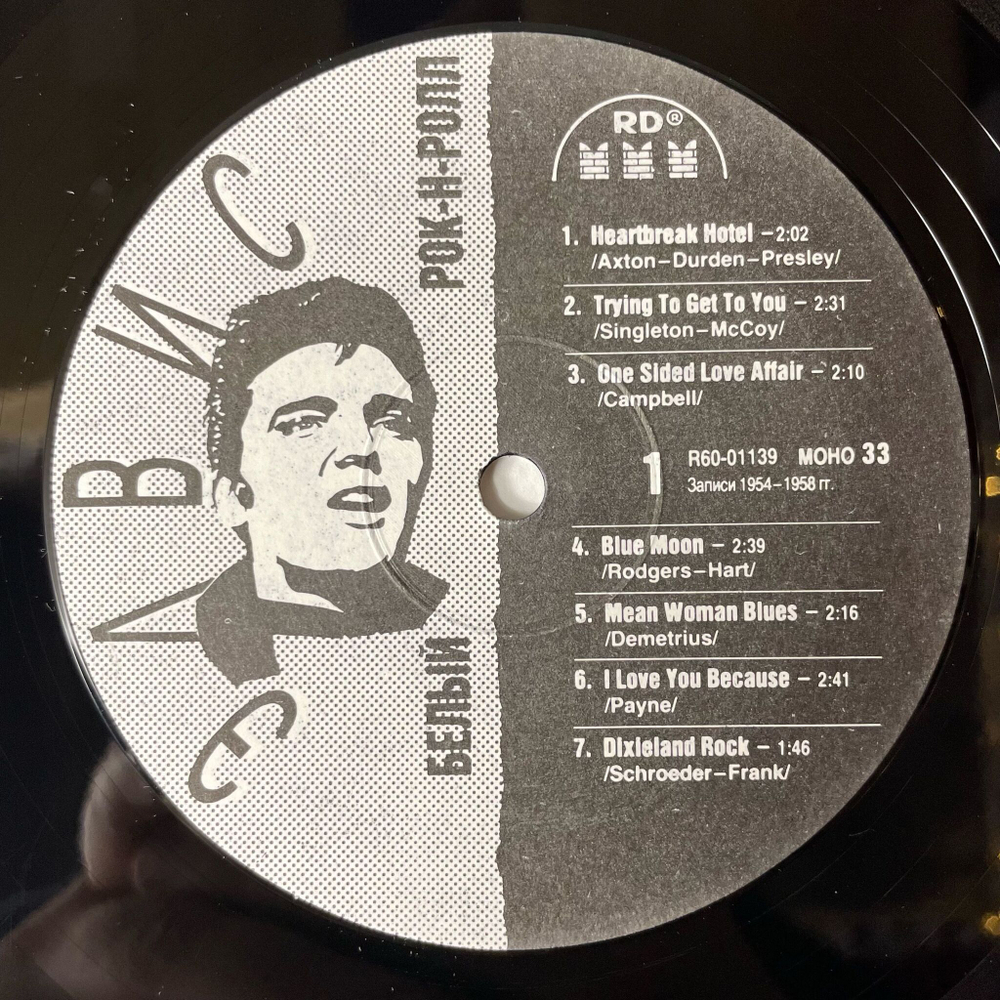 ЭЛВИС
БЕЛЫЙ РОК-Н-РОЛЛ
RD®
1. Heartbreak Hotel – 2:02
/Axton–Durden–Presley/
2. Trying To Get To You – 2:31
/Singleton–McCoy/
3. One Sided Love Affair – 2:10
/Campbell/
1 R60-01139 МОНО 33
Записи 1954–1958 гг.
4. Blue Moon – 2:39
/Rodgers–Hart/
5. Mean Woman Blues – 2:16
/Demetrius/
6. I Love You Because – 2:41
/Payne/
7. Dixieland Rock – 1:46
/Schroeder–Frank/